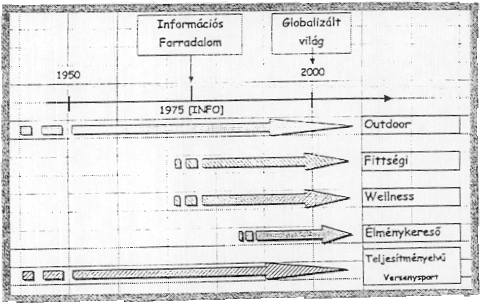 Információs
Forradalom
Globalizált
világ
1950
2000
1975 [INFO]
Outdoor
Fittségi
Wellness
Élménykereső
Teljesítményelvű
Versenysport